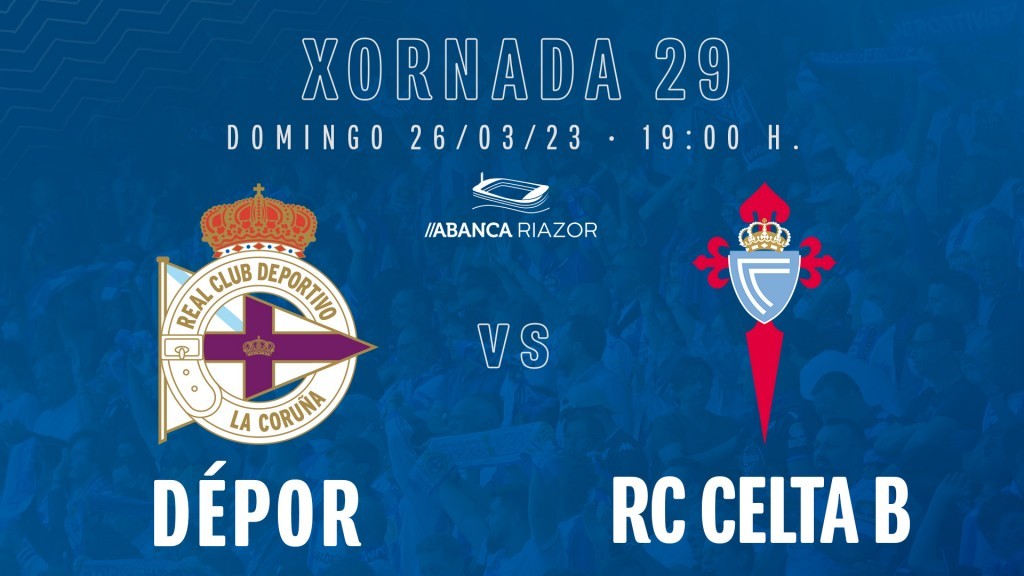 XORNADA 29
DOMINGO 26/03/23 · 19:00 H.
ABANCA RIAZOR
REAL CLUB DEPORTIVO
LA CORUÑA
VS
DÉPOR
RC CELTA B